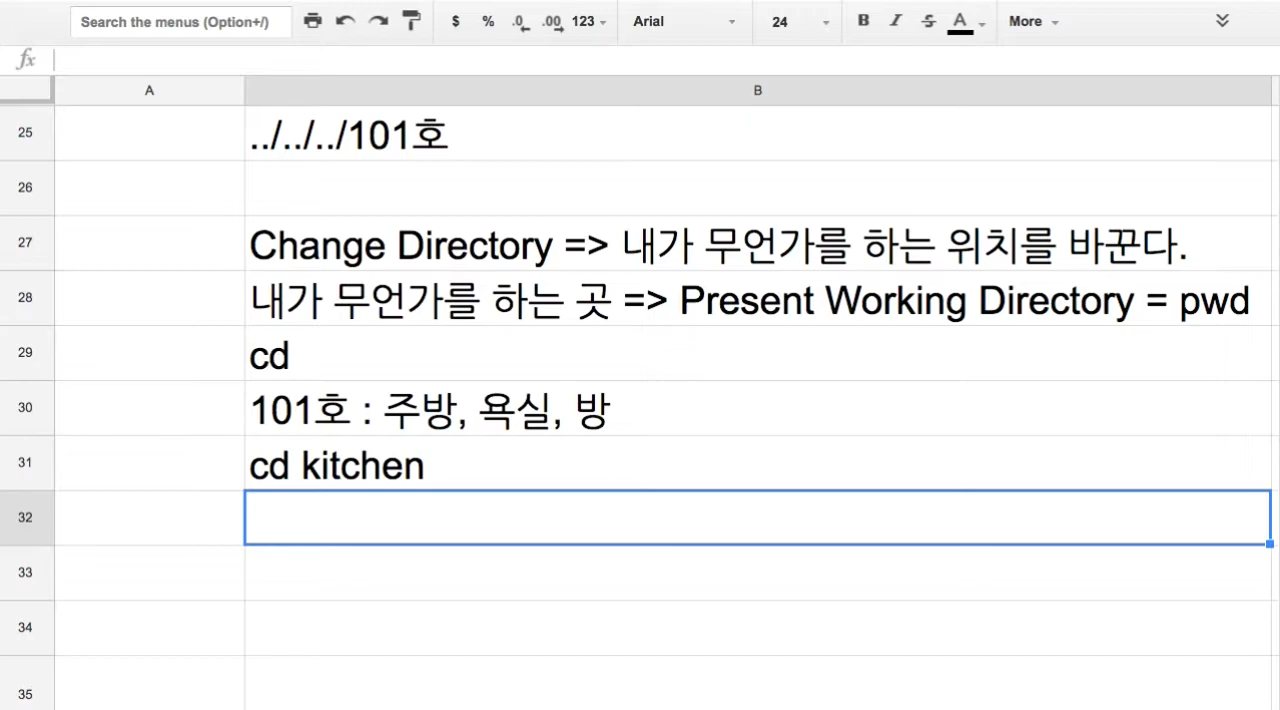 Search the menus (Option+/) $ % .0 .00 123 Arial 24 B I S A More
fx
A B
25 ../../../101호
26
27 Change Directory => 내가 무언가를 하는 위치를 바꾼다.
28 내가 무언가를 하는 곳 => Present Working Directory = pwd
29 cd
30 101호 : 주방, 욕실, 방
31 cd kitchen
32
33
34
35